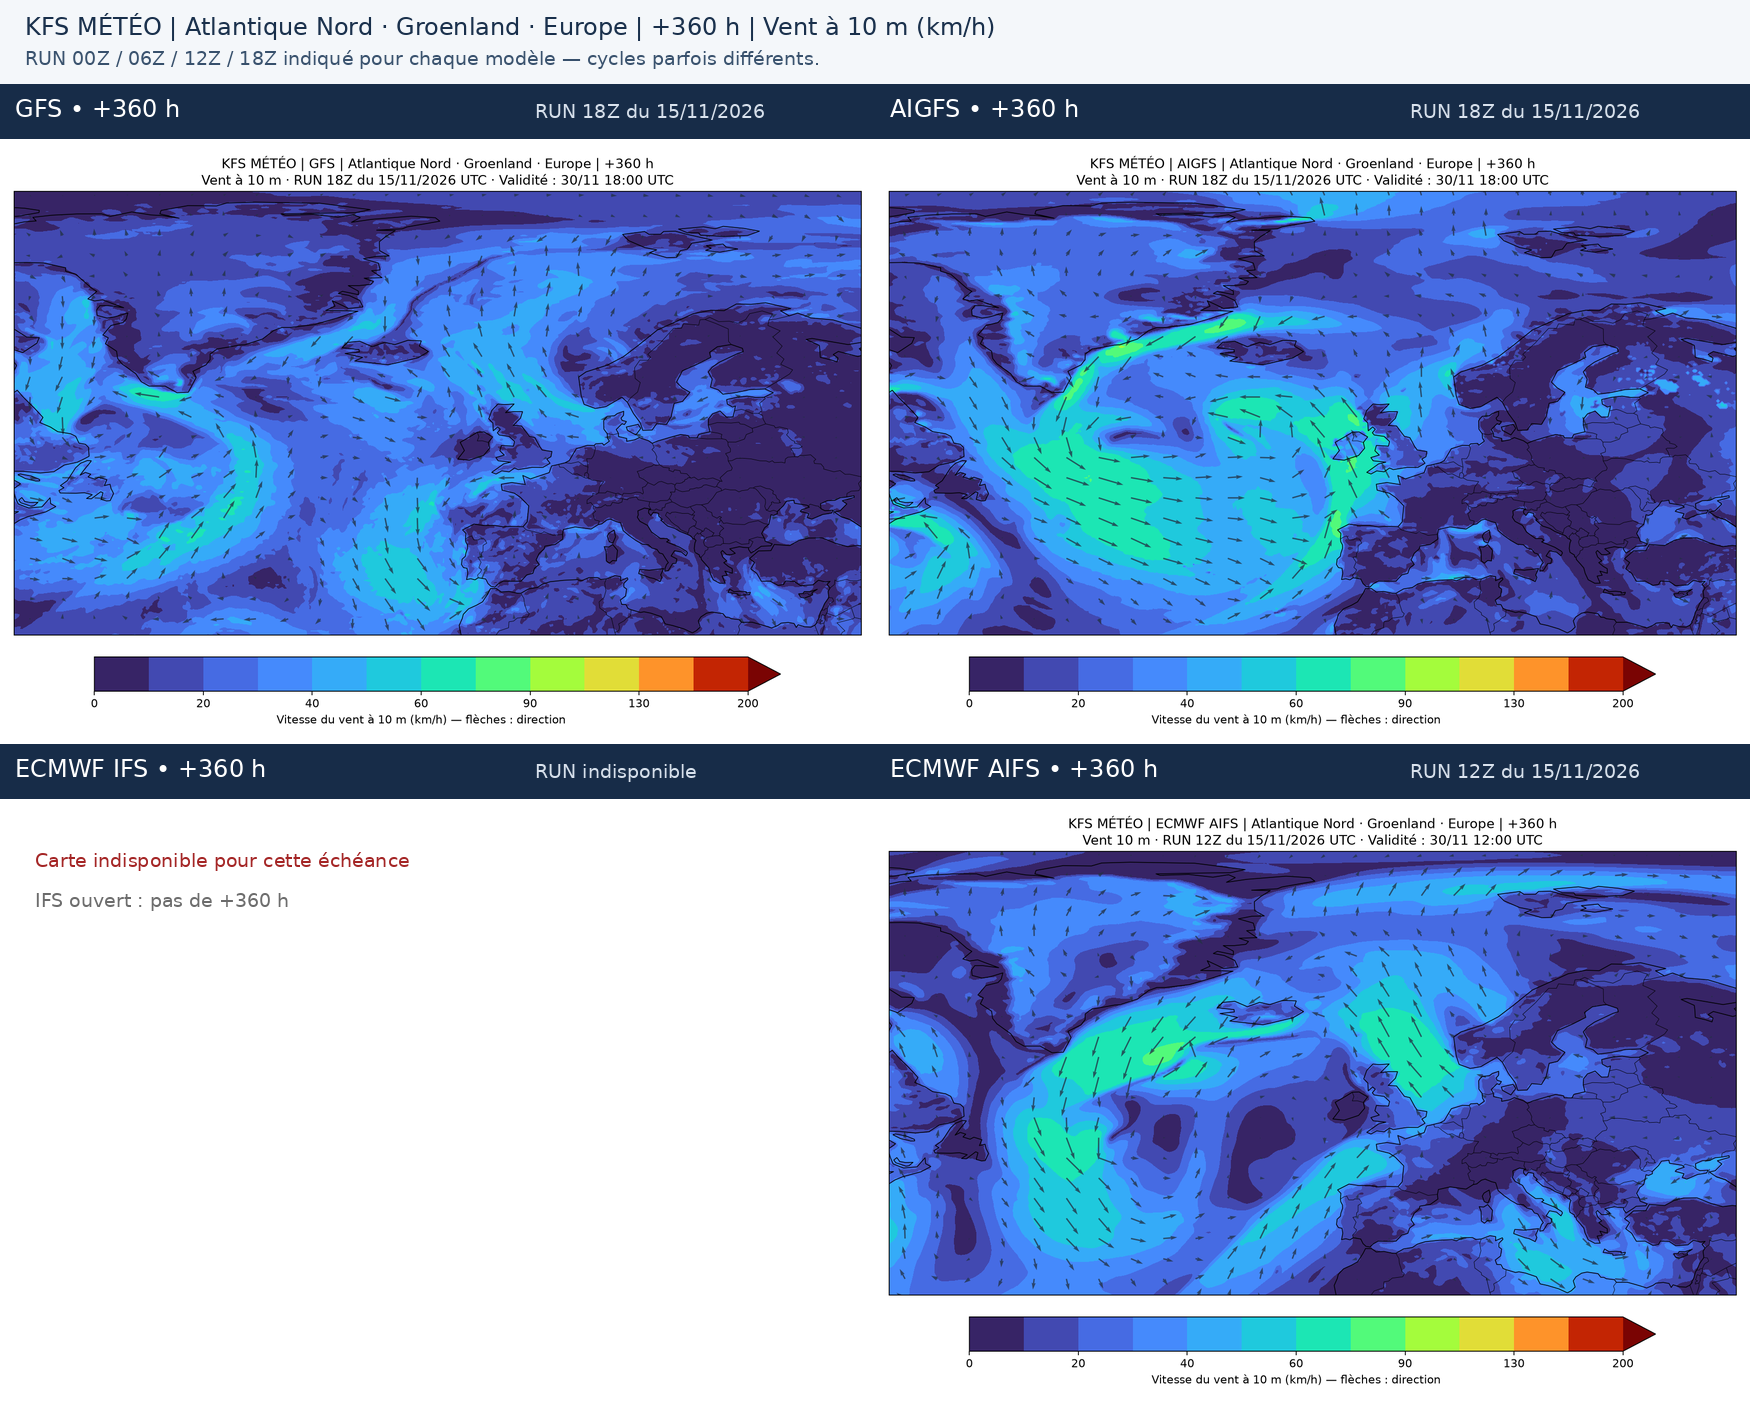 KFS MÉTÉO | Atlantique Nord · Groenland · Europe | +360 h | Vent à 10 m (km/h)
RUN 00Z / 06Z / 12Z / 18Z indiqué pour chaque modèle — cycles parfois différents.
GFS • +360 h
RUN 18Z du 15/11/2026
KFS MÉTÉO | GFS | Atlantique Nord · Groenland · Europe | +360 h
Vent à 10 m · RUN 18Z du 15/11/2026 UTC · Validité : 30/11 18:00 UTC
0 20 40 60 90 130 200
Vitesse du vent à 10 m (km/h) — flèches : direction
AIGFS • +360 h
RUN 18Z du 15/11/2026
KFS MÉTÉO | AIGFS | Atlantique Nord · Groenland · Europe | +360 h
Vent à 10 m · RUN 18Z du 15/11/2026 UTC · Validité : 30/11 18:00 UTC
0 20 40 60 90 130 200
Vitesse du vent à 10 m (km/h) — flèches : direction
ECMWF IFS • +360 h
RUN indisponible
Carte indisponible pour cette échéance
IFS ouvert : pas de +360 h
ECMWF AIFS • +360 h
RUN 12Z du 15/11/2026
KFS MÉTÉO | ECMWF AIFS | Atlantique Nord · Groenland · Europe | +360 h
Vent 10 m · RUN 12Z du 15/11/2026 UTC · Validité : 30/11 12:00 UTC
0 20 40 60 90 130 200
Vitesse du vent à 10 m (km/h) — flèches : direction